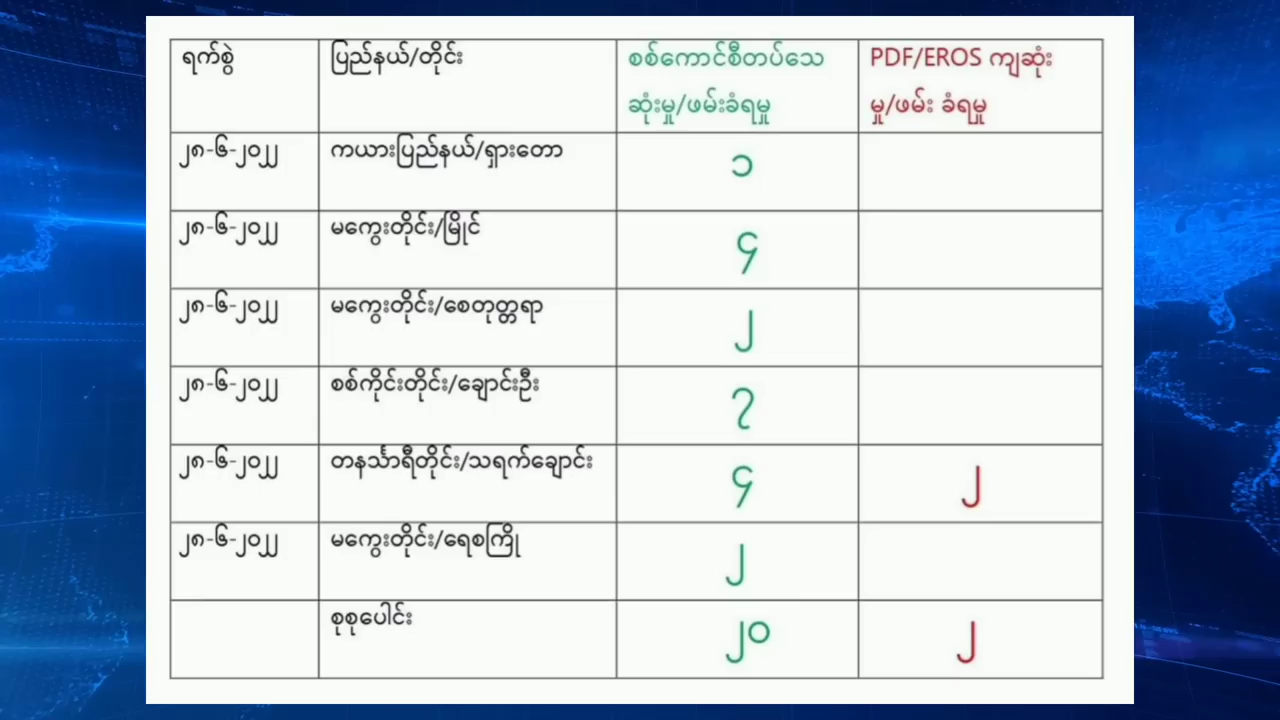 ရက်စွဲ ပြည်နယ်/တိုင်း စစ်ကောင်စီတပ်သေ PDF/EROS ကျဆုံး
ဆုံးမှု/ဖမ်းခံရမှု မှု/ဖမ်း ခံရမှု
၂၈-၆-၂၀၂၂ ကယားပြည်နယ်/ရှားတော ၁
၂၈-၆-၂၀၂၂ မကွေးတိုင်း/မြိုင် ၄
၂၈-၆-၂၀၂၂ မကွေးတိုင်း/စေတုတ္တရာ ၂
၂၈-၆-၂၀၂၂ စစ်ကိုင်းတိုင်း/ချောင်းဦး ၇
၂၈-၆-၂၀၂၂ တနင်္သာရီတိုင်း/သရက်ချောင်း ၄ ၂
၂၈-၆-၂၀၂၂ မကွေးတိုင်း/ရေစကြို ၂
စုစုပေါင်း ၂၀ ၂